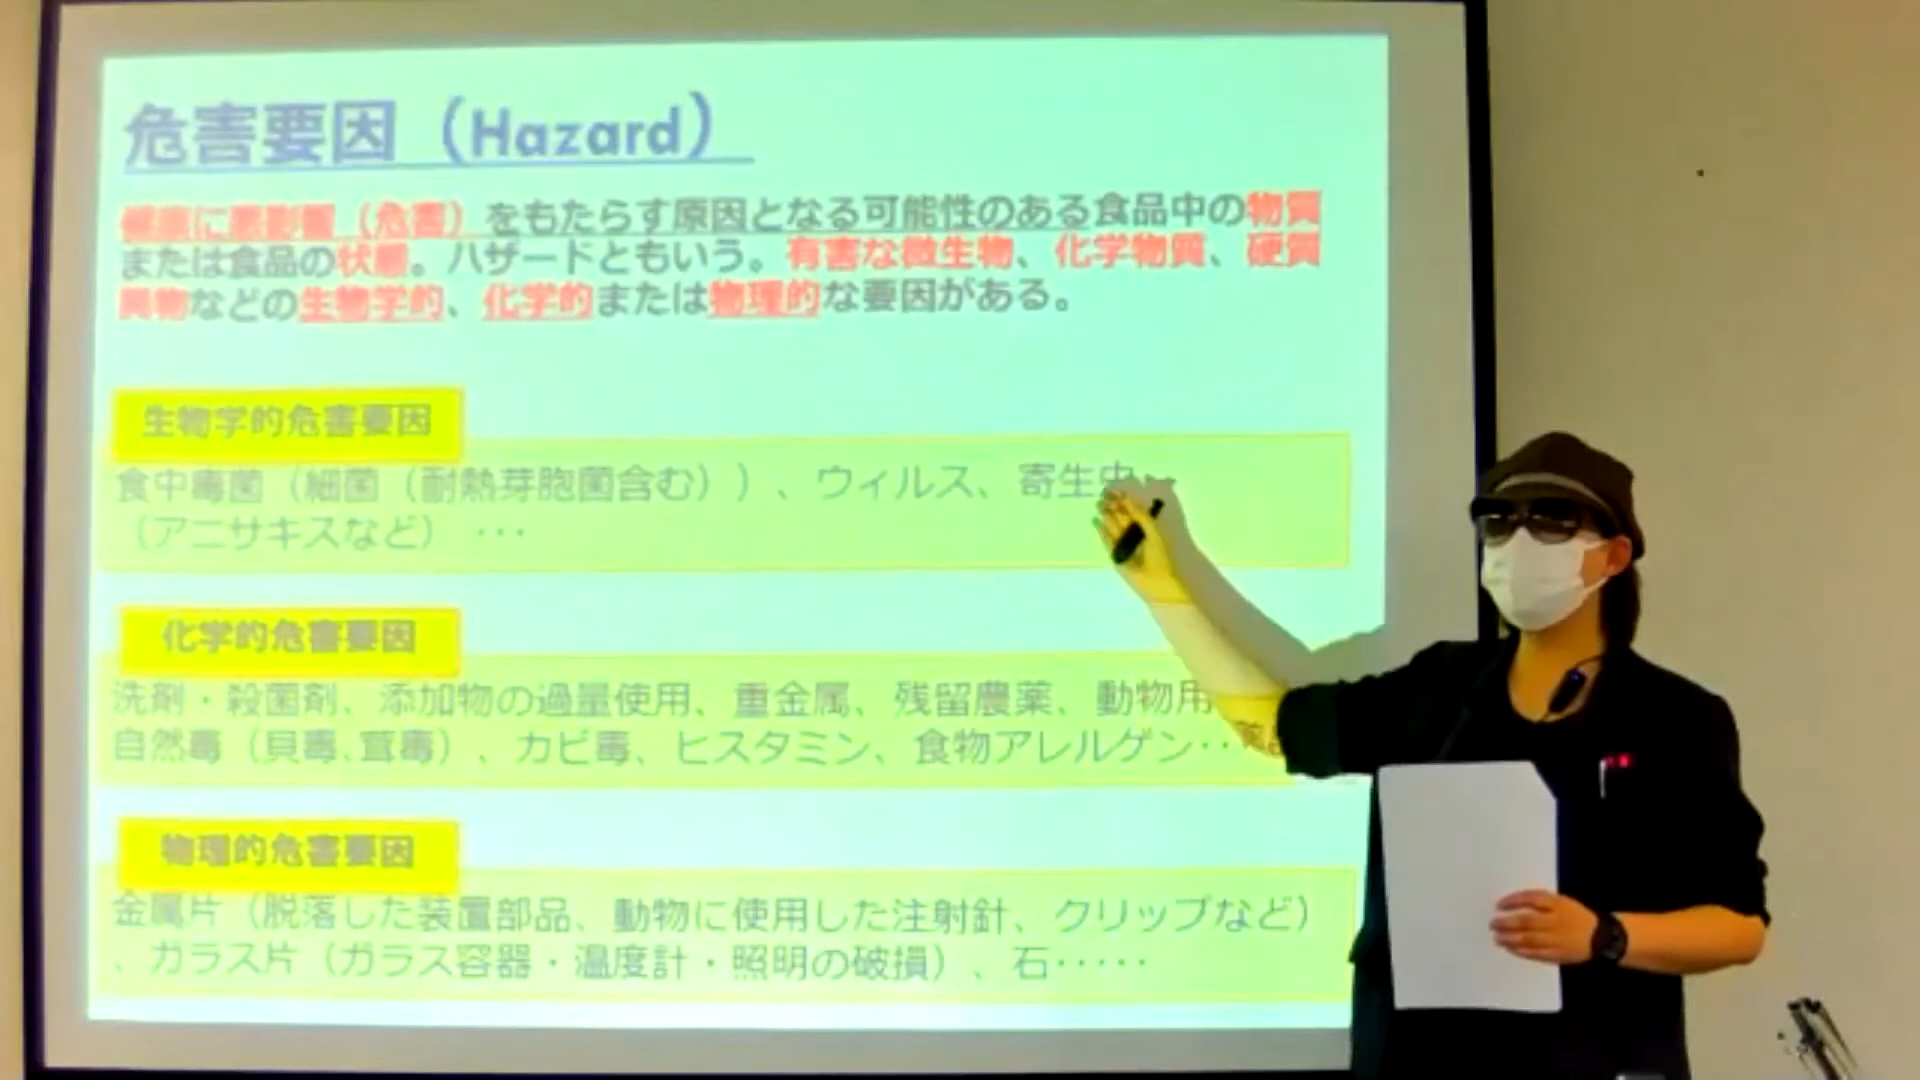 危害要因（Hazard）
健康に悪影響（危害）をもたらす原因となる可能性のある食品中の物質
または食品の状態。ハザードともいう。有害な微生物、化学物質、硬質
異物などの生物学的、化学的または物理的な要因がある。
生物学的危害要因
食中毒菌（細菌（耐熱芽胞菌含む））、ウィルス、寄生虫
（アニサキスなど） ･･･
化学的危害要因
洗剤・殺菌剤、添加物の過量使用、重金属、残留農薬、動物用
自然毒（貝毒､茸毒）、カビ毒、ヒスタミン、食物アレルゲン‥
物理的危害要因
金属片（脱落した装置部品、動物に使用した注射針、クリップなど）
、ガラス片（ガラス容器・温度計・照明の破損）、石‥‥‥